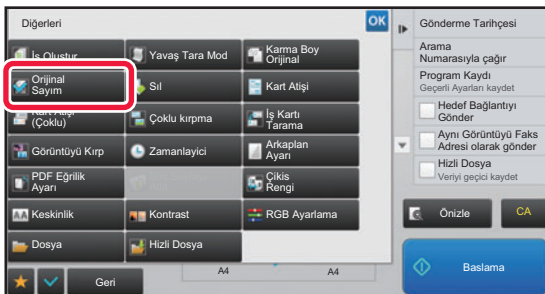 Diğerleri
OK
İş Oluştur
Yavaş Tara Mod
Karma Boy
Orijinal
Orijinal
Sayım
Sıl
Kart Atişi
Kart Atişi
(Çoklu)
Çoklu kırpma
İş Kartı
Tarama
Görüntüyü Kırp
Zamanlayici
Arkaplan
Ayarı
PDF Eğrilik
Ayarı
Çikis
Rengi
Keskinlik
Kontrast
RGB Ayarlama
Dosya
Hizli Dosya
Geri
A4
A4
Gönderme Tarihçesi
Arama
Numarasıyla çağır
Program Kaydı
Geçerli Ayarları kaydet
Hedef Bağlantıyı
Gönder
Aynı Görüntüyü Faks
Adresi olarak gönder
Hizli Dosya
Veriyi geçici kaydet
Önizle
CA
Baslama